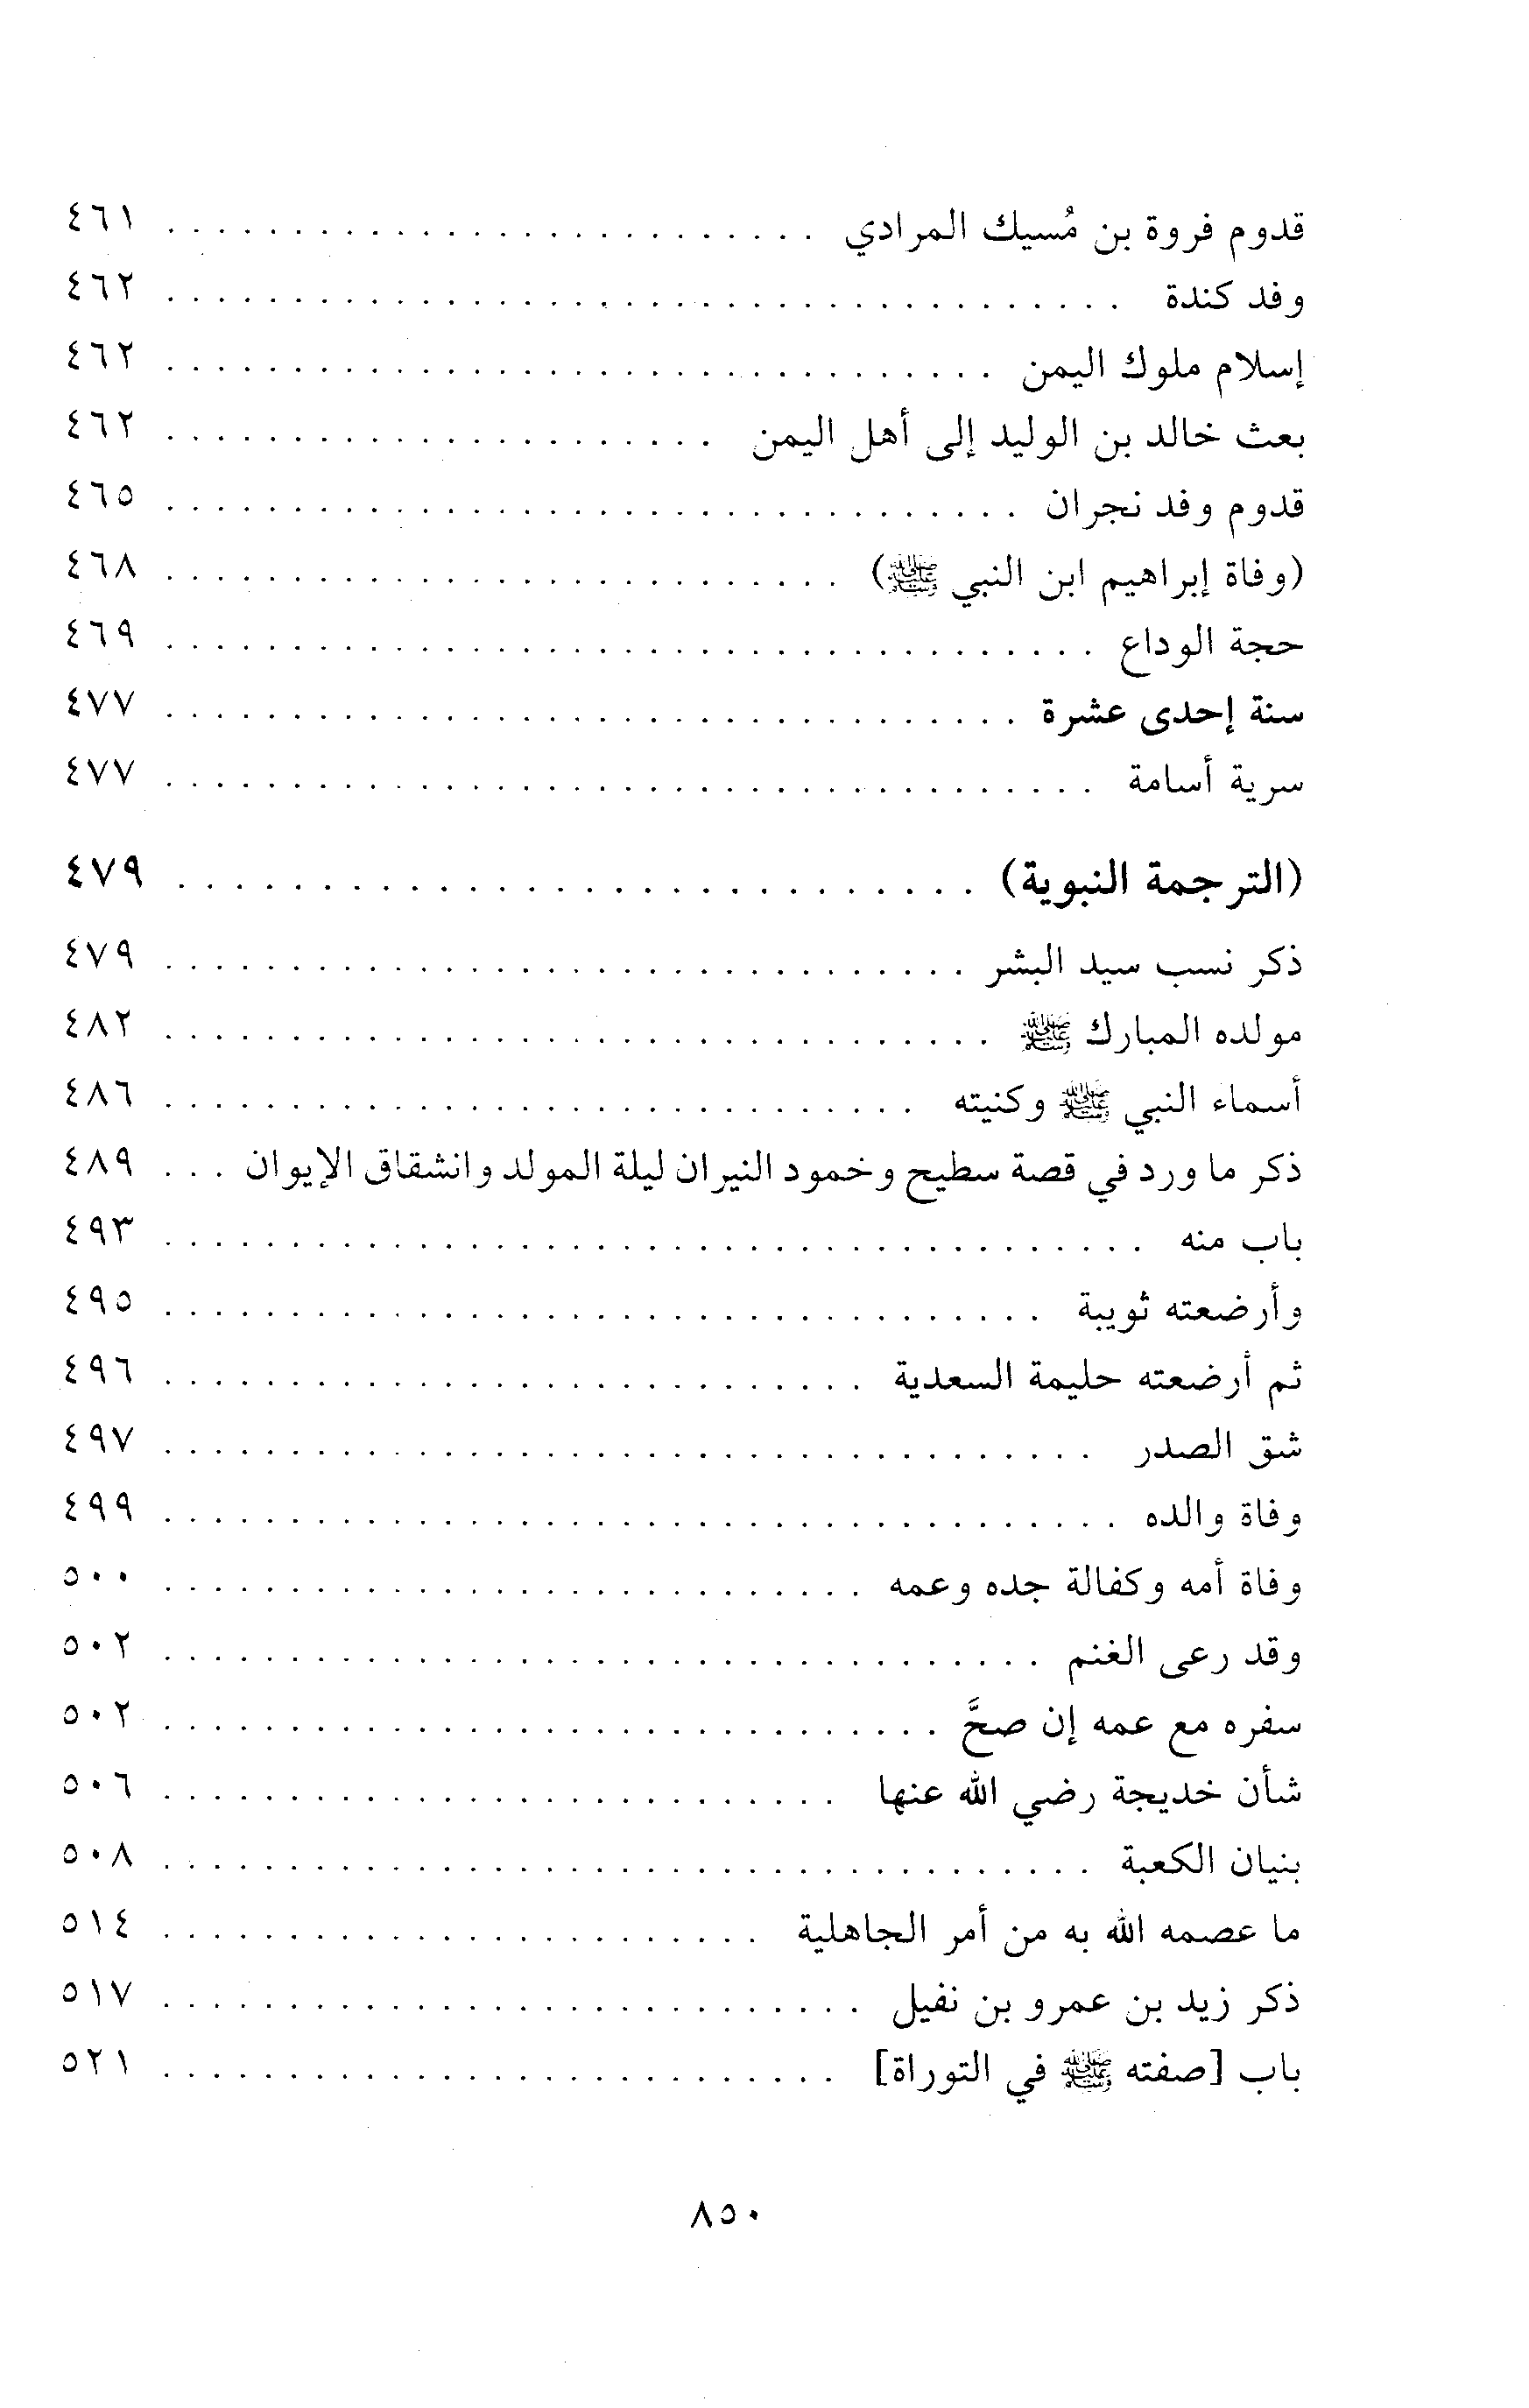 قدوم فروة بن مُسيك المرادي . . . . . . . . . . . . . . . . . . . . . . . . . . ٤٦١
وفد كندة . . . . . . . . . . . . . . . . . . . . . . . . . . . . . . . . . . . . . . ٤٦٢
إسلام ملوك اليمن . . . . . . . . . . . . . . . . . . . . . . . . . . . . . . . . . ٤٦٢
بعث خالد بن الوليد إلى أهل اليمن . . . . . . . . . . . . . . . . . . . . . . ٤٦٢
قدوم وفد نجران . . . . . . . . . . . . . . . . . . . . . . . . . . . . . . . . . . ٤٦٥
(وفاة إبراهيم ابن النبي ﷺ) . . . . . . . . . . . . . . . . . . . . . . . . . . . ٤٦٨
حجة الوداع . . . . . . . . . . . . . . . . . . . . . . . . . . . . . . . . . . . . . ٤٦٩
سنة إحدى عشرة . . . . . . . . . . . . . . . . . . . . . . . . . . . . . . . . . . ٤٧٧
سرية أسامة . . . . . . . . . . . . . . . . . . . . . . . . . . . . . . . . . . . . . ٤٧٧
(الترجمة النبوية) . . . . . . . . . . . . . . . . . . . . . . . . . . . . ٤٧٩
ذكر نسب سيد البشر . . . . . . . . . . . . . . . . . . . . . . . . . . . . . . . . ٤٧٩
مولده المبارك ﷺ . . . . . . . . . . . . . . . . . . . . . . . . . . . . . . . . . ٤٨٢
أسماء النبي ﷺ وكنيته . . . . . . . . . . . . . . . . . . . . . . . . . . . . . . ٤٨٦
ذكر ما ورد في قصة سطيح وخمود النيران ليلة المولد وانشقاق الإيوان . . . ٤٨٩
باب منه . . . . . . . . . . . . . . . . . . . . . . . . . . . . . . . . . . . . . . . ٤٩٣
وأرضعته ثويبة . . . . . . . . . . . . . . . . . . . . . . . . . . . . . . . . . . . ٤٩٥
ثم أرضعته حليمة السعدية . . . . . . . . . . . . . . . . . . . . . . . . . . . . ٤٩٦
شق الصدر . . . . . . . . . . . . . . . . . . . . . . . . . . . . . . . . . . . . . ٤٩٧
وفاة والده . . . . . . . . . . . . . . . . . . . . . . . . . . . . . . . . . . . . . . ٤٩٩
وفاة أمه وكفالة جده وعمه . . . . . . . . . . . . . . . . . . . . . . . . . . . . ٥٠٠
وقد رعى الغنم . . . . . . . . . . . . . . . . . . . . . . . . . . . . . . . . . . . ٥٠٢
سفره مع عمه إن صحَّ . . . . . . . . . . . . . . . . . . . . . . . . . . . . . . . ٥٠٢
شأن خديجة رضي الله عنها . . . . . . . . . . . . . . . . . . . . . . . . . . . ٥٠٦
بنيان الكعبة . . . . . . . . . . . . . . . . . . . . . . . . . . . . . . . . . . . . . ٥٠٨
ما عصمه الله به من أمر الجاهلية . . . . . . . . . . . . . . . . . . . . . . . . ٥١٤
ذكر زيد بن عمرو بن نفيل . . . . . . . . . . . . . . . . . . . . . . . . . . . . ٥١٧
باب [صفته ﷺ في التوراة] . . . . . . . . . . . . . . . . . . . . . . . . . . . ٥٢١
٨٥٠